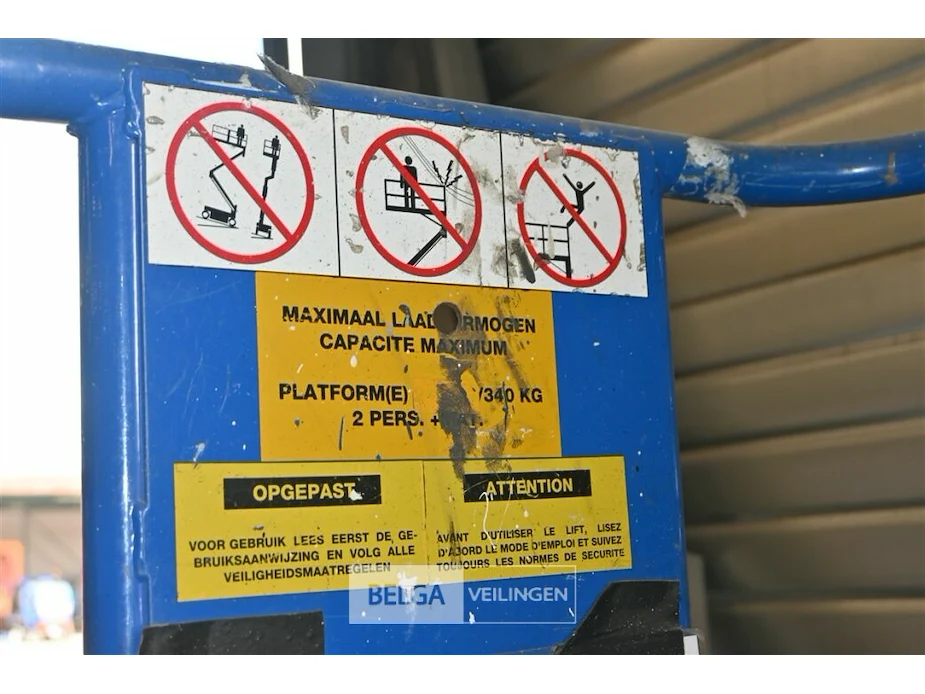 MAXIMAAL
CAPACITE MAXIMUM
PLATFORM(E) /340 KG
2 PERS. +
OPGEPAST
VOOR GEBRUIK LEES EERST DE GE-
BRUIKSAANWIJZING EN VOLG ALLE
VEILIGHEIDSMAATREGELEN
ATTENTION
AVANT D'UTILISER LE LIFT, LISEZ
D'ABORD LE MODE D'EMPLOI ET SUIVEZ
TOUJOURS LES NORMES DE SECURITE
BELGA VEILINGEN